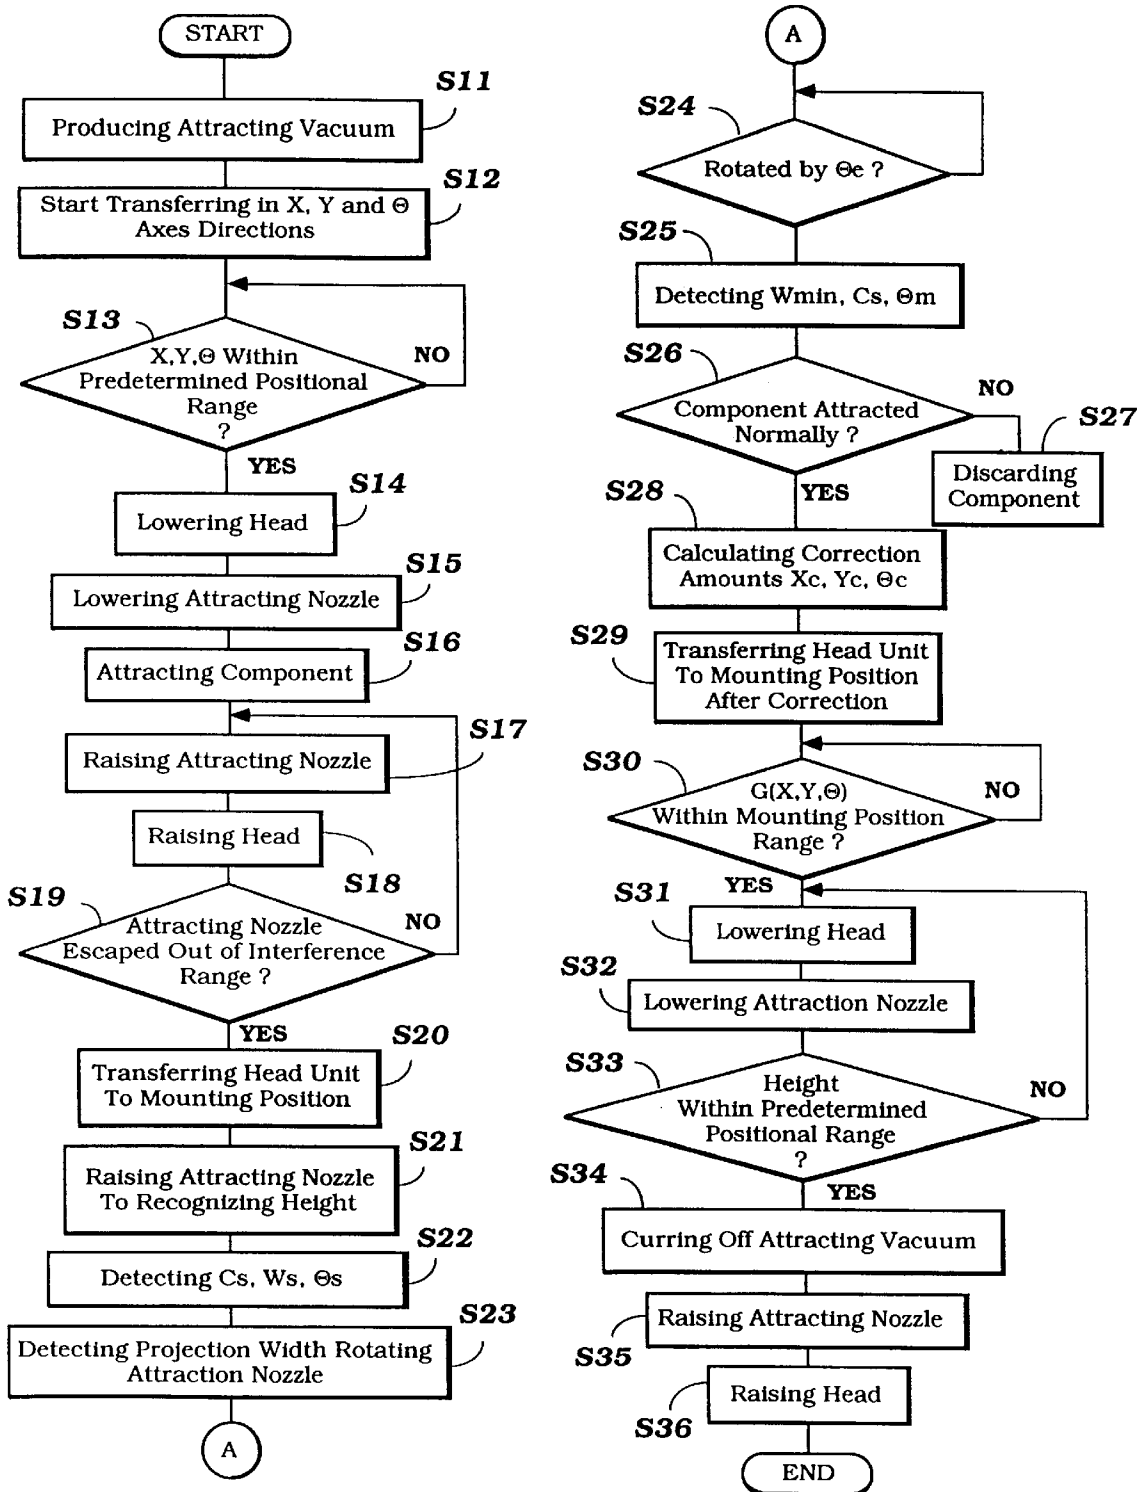 START
S11
Producing Attracting Vacuum
S12
Start Transferring in X, Y and Θ
Axes Directions
S13
X,Y,Θ Within
Predetermined Positional
Range
?
NO
YES
S14
Lowering Head
S15
Lowering Attracting Nozzle
S16
Attracting Component
S17
Raising Attracting Nozzle
Raising Head
S18
S19
Attracting Nozzle
Escaped Out of Interference
Range ?
NO
YES
S20
Transferring Head Unit
To Mounting Position
S21
Raising Attracting Nozzle
To Recognizing Height
S22
Detecting Cs, Ws, Θs
S23
Detecting Projection Width Rotating
Attraction Nozzle
A
A
S24
Rotated by Θe ?
S25
Detecting Wmin, Cs, Θm
S26
Component Attracted
Normally ?
NO
S27
Discarding
Component
YES
S28
Calculating Correction
Amounts Xc, Yc, Θc
S29
Transferring Head Unit
To Mounting Position
After Correction
S30
G(X,Y,Θ)
Within Mounting Position
Range ?
NO
YES
S31
Lowering Head
S32
Lowering Attraction Nozzle
S33
Height
Within Predetermined
Positional Range
?
NO
YES
S34
Curring Off Attracting Vacuum
Raising Attracting Nozzle
S35
Raising Head
S36
END